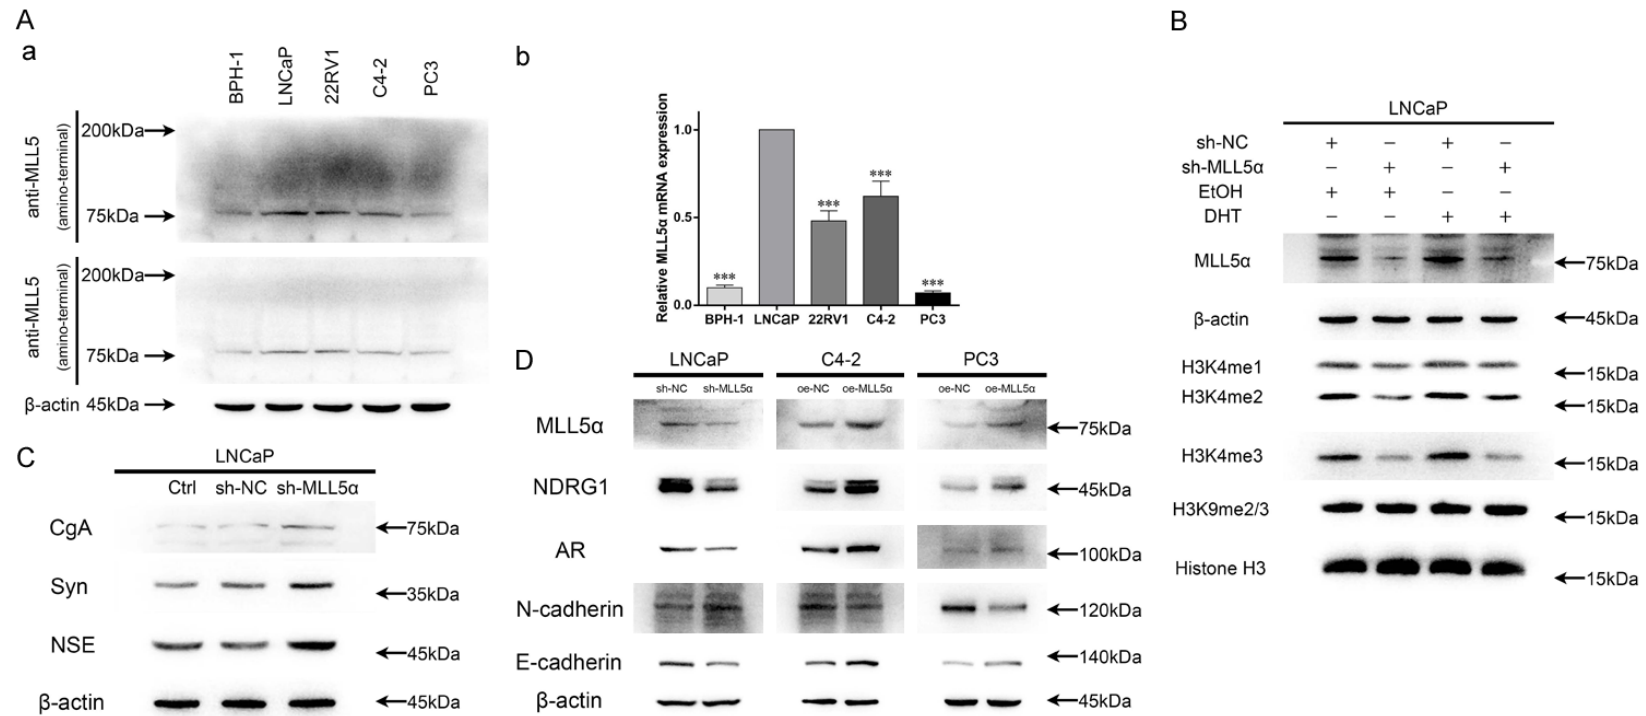 A
a
BPH-1
LNCaP
22RV1
C4-2
PC3
anti-MLL5
(amino-terminal)
200kDa
75kDa
anti-MLL5
(amino-terminal)
200kDa
75kDa
β-actin 45kDa
b
Relative MLL5α mRNA expression
1.0
0.5
0.0
***
***
***
***
BPH-1 LNCaP 22RV1 C4-2 PC3
B
LNCaP
sh-NC + − + −
sh-MLL5α − + − +
EtOH + + − −
DHT − − + +
MLL5α 75kDa
β-actin 45kDa
H3K4me1 15kDa
H3K4me2 15kDa
H3K4me3 15kDa
H3K9me2/3 15kDa
Histone H3 15kDa
C
LNCaP
Ctrl sh-NC sh-MLL5α
CgA 75kDa
Syn 35kDa
NSE 45kDa
β-actin 45kDa
D
LNCaP C4-2 PC3
sh-NC sh-MLL5α oe-NC oe-MLL5α oe-NC oe-MLL5α
MLL5α 75kDa
NDRG1 45kDa
AR 100kDa
N-cadherin 120kDa
E-cadherin 140kDa
β-actin 45kDa